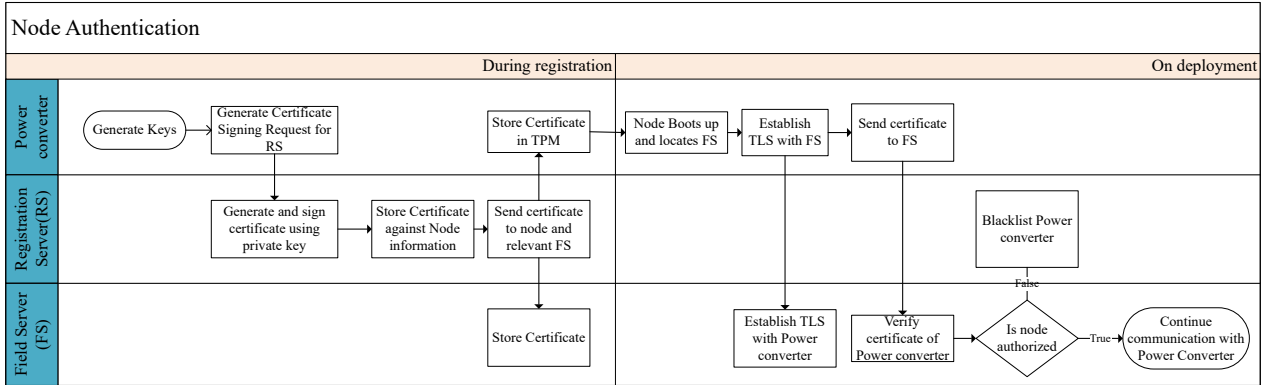 Node Authentication
During registration
On deployment
Power
converter
Generate Keys
Generate Certificate
Signing Request for
RS
Store Certificate
in TPM
Node Boots up
and locates FS
Establish
TLS with FS
Send certificate
to FS
Registration
Server(RS)
Generate and sign
certificate using
private key
Store Certificate
against Node
information
Send certificate
to node and
relevant FS
Blacklist Power
converter
False
Field Server
(FS)
Store Certificate
Establish TLS
with Power
converter
Verify
certificate of
Power converter
Is node
authorized
True
Continue
communication with
Power Converter